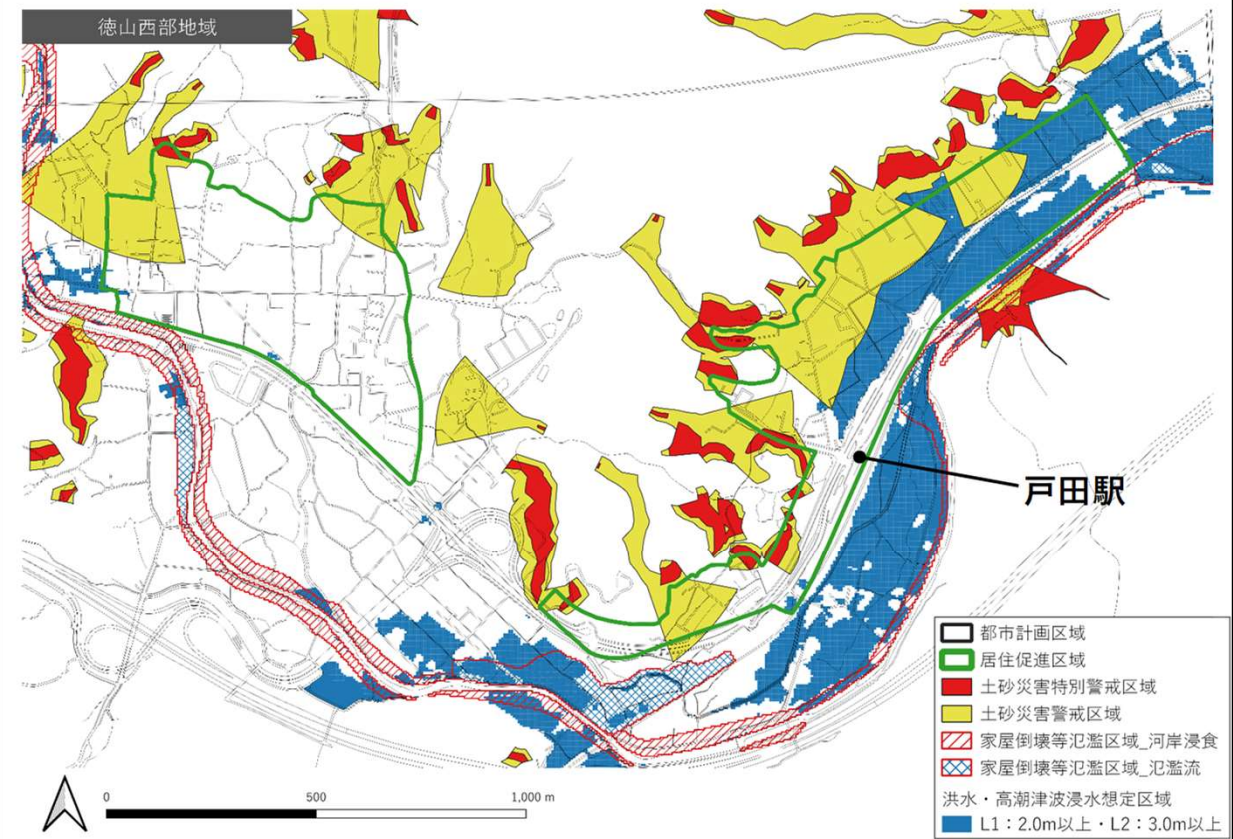 徳山西部地域
戸田駅
都市計画区域
居住促進区域
土砂災害特別警戒区域
土砂災害警戒区域
家屋倒壊等氾濫区域_河岸浸食
家屋倒壊等氾濫区域_氾濫流
洪水・高潮津波浸水想定区域
L1：2.0m以上・L2：3.0m以上
0 500 1,000 m